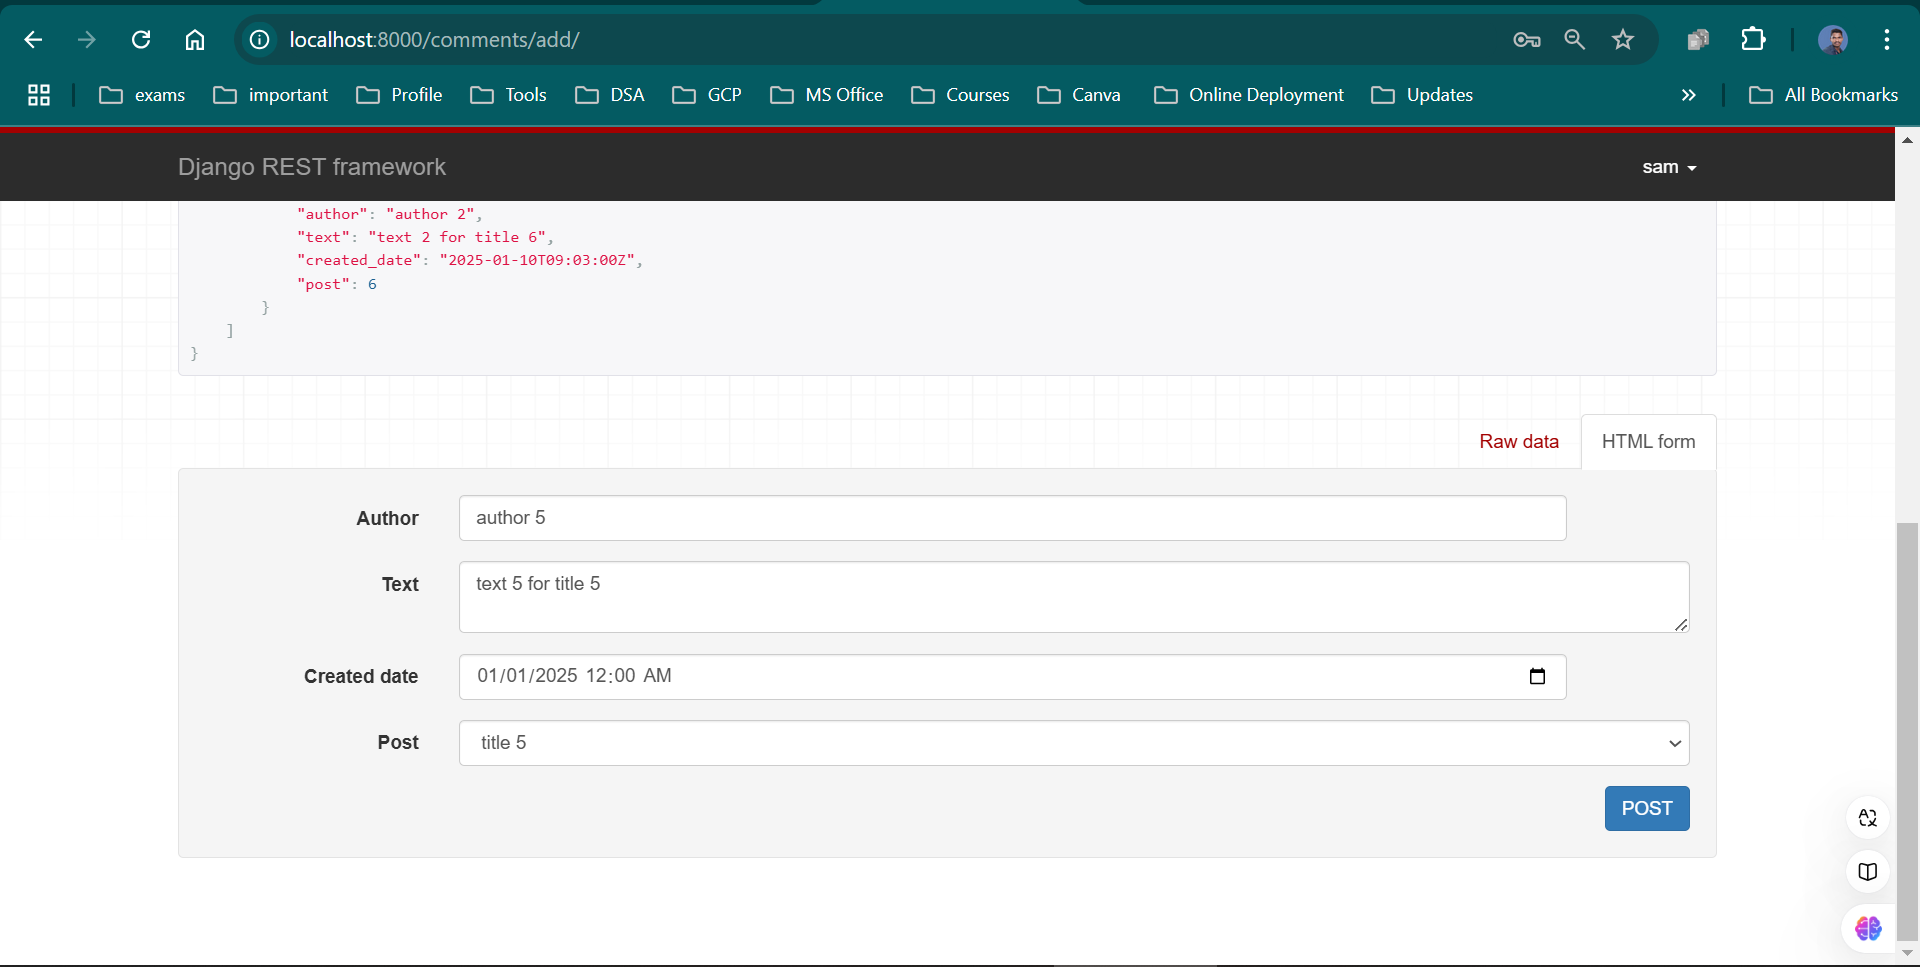 localhost:8000/comments/add/
exams important Profile Tools DSA GCP MS Office Courses Canva Online Deployment Updates » All Bookmarks
Django REST framework sam
"author": "author 2",
"text": "text 2 for title 6",
"created_date": "2025-01-10T09:03:00Z",
"post": 6
}
]
}
Raw data HTML form
Author author 5
Text text 5 for title 5
Created date 01/01/2025 12:00 AM
Post title 5
POST